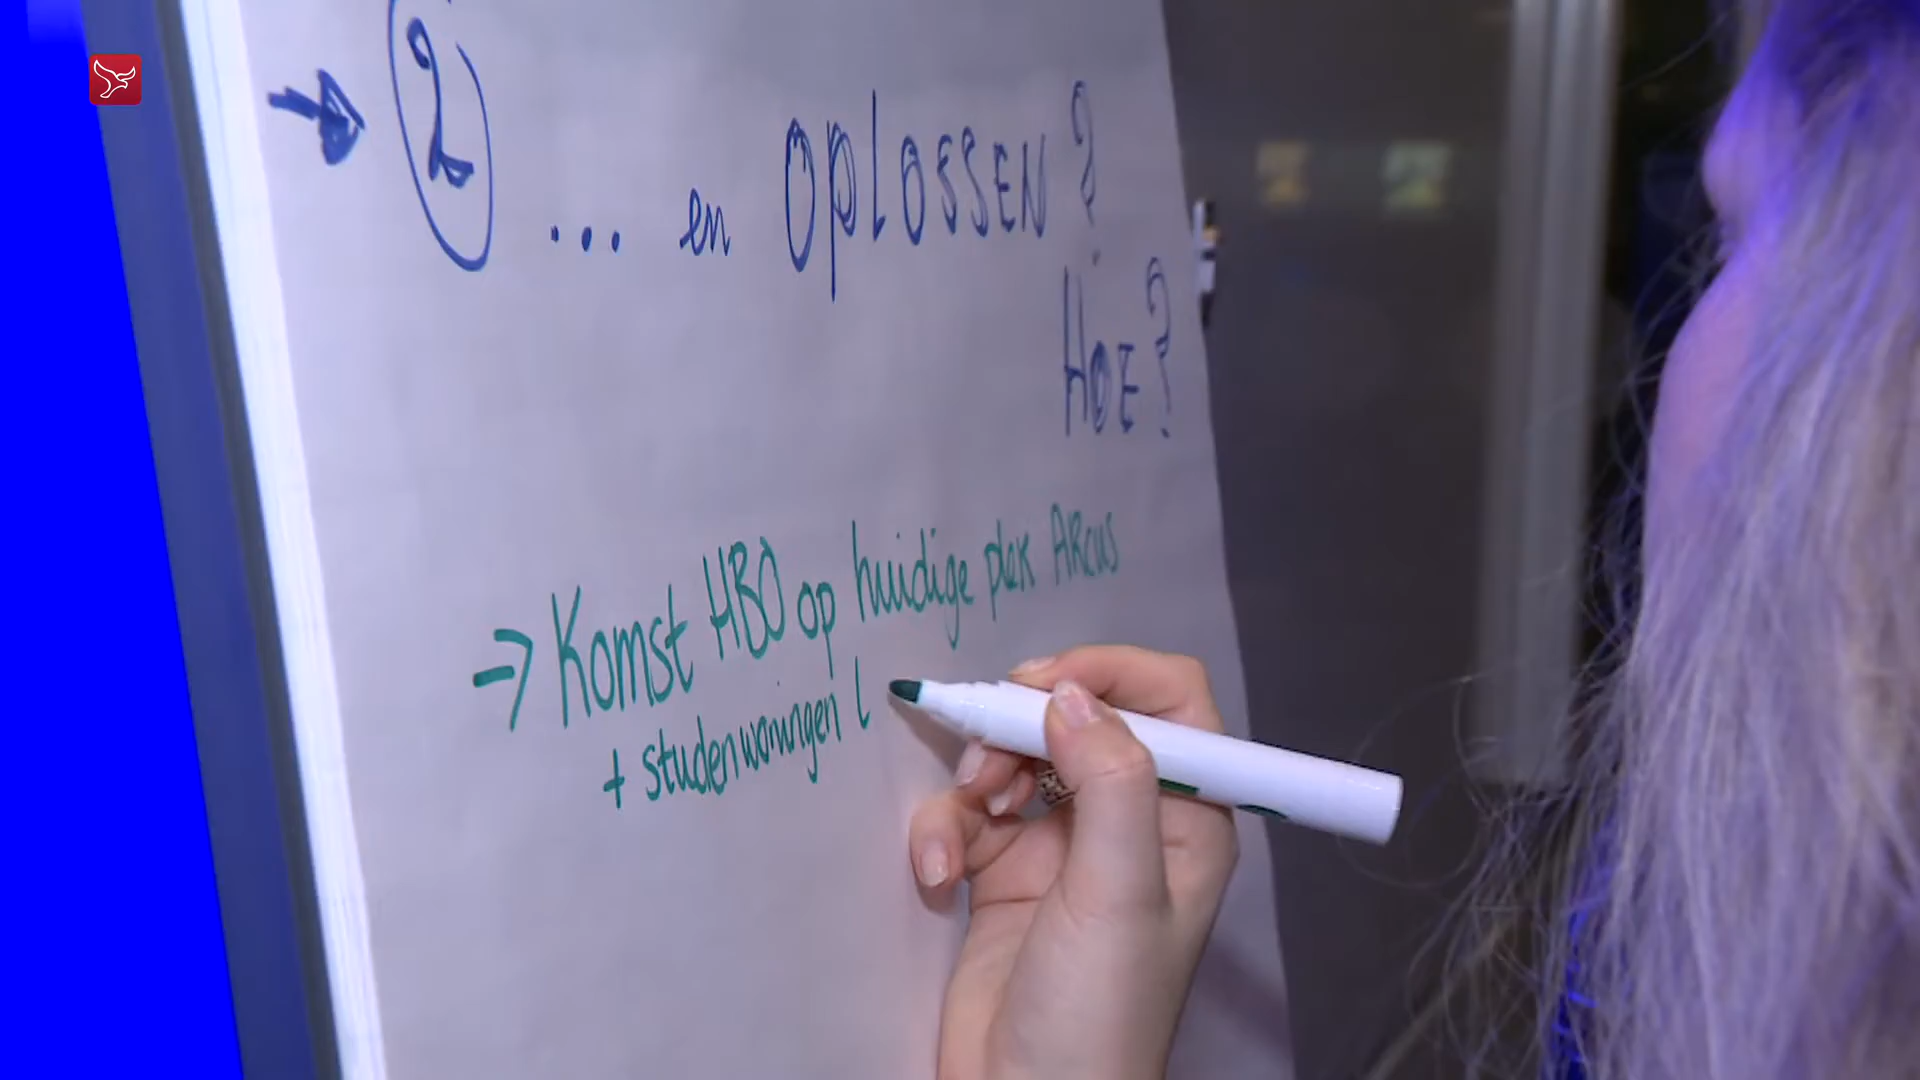 → 2 ... en OPLOSSEN?
HOE?
→ Komst HBO op huidige plek ARcus
+ studenwoningen l